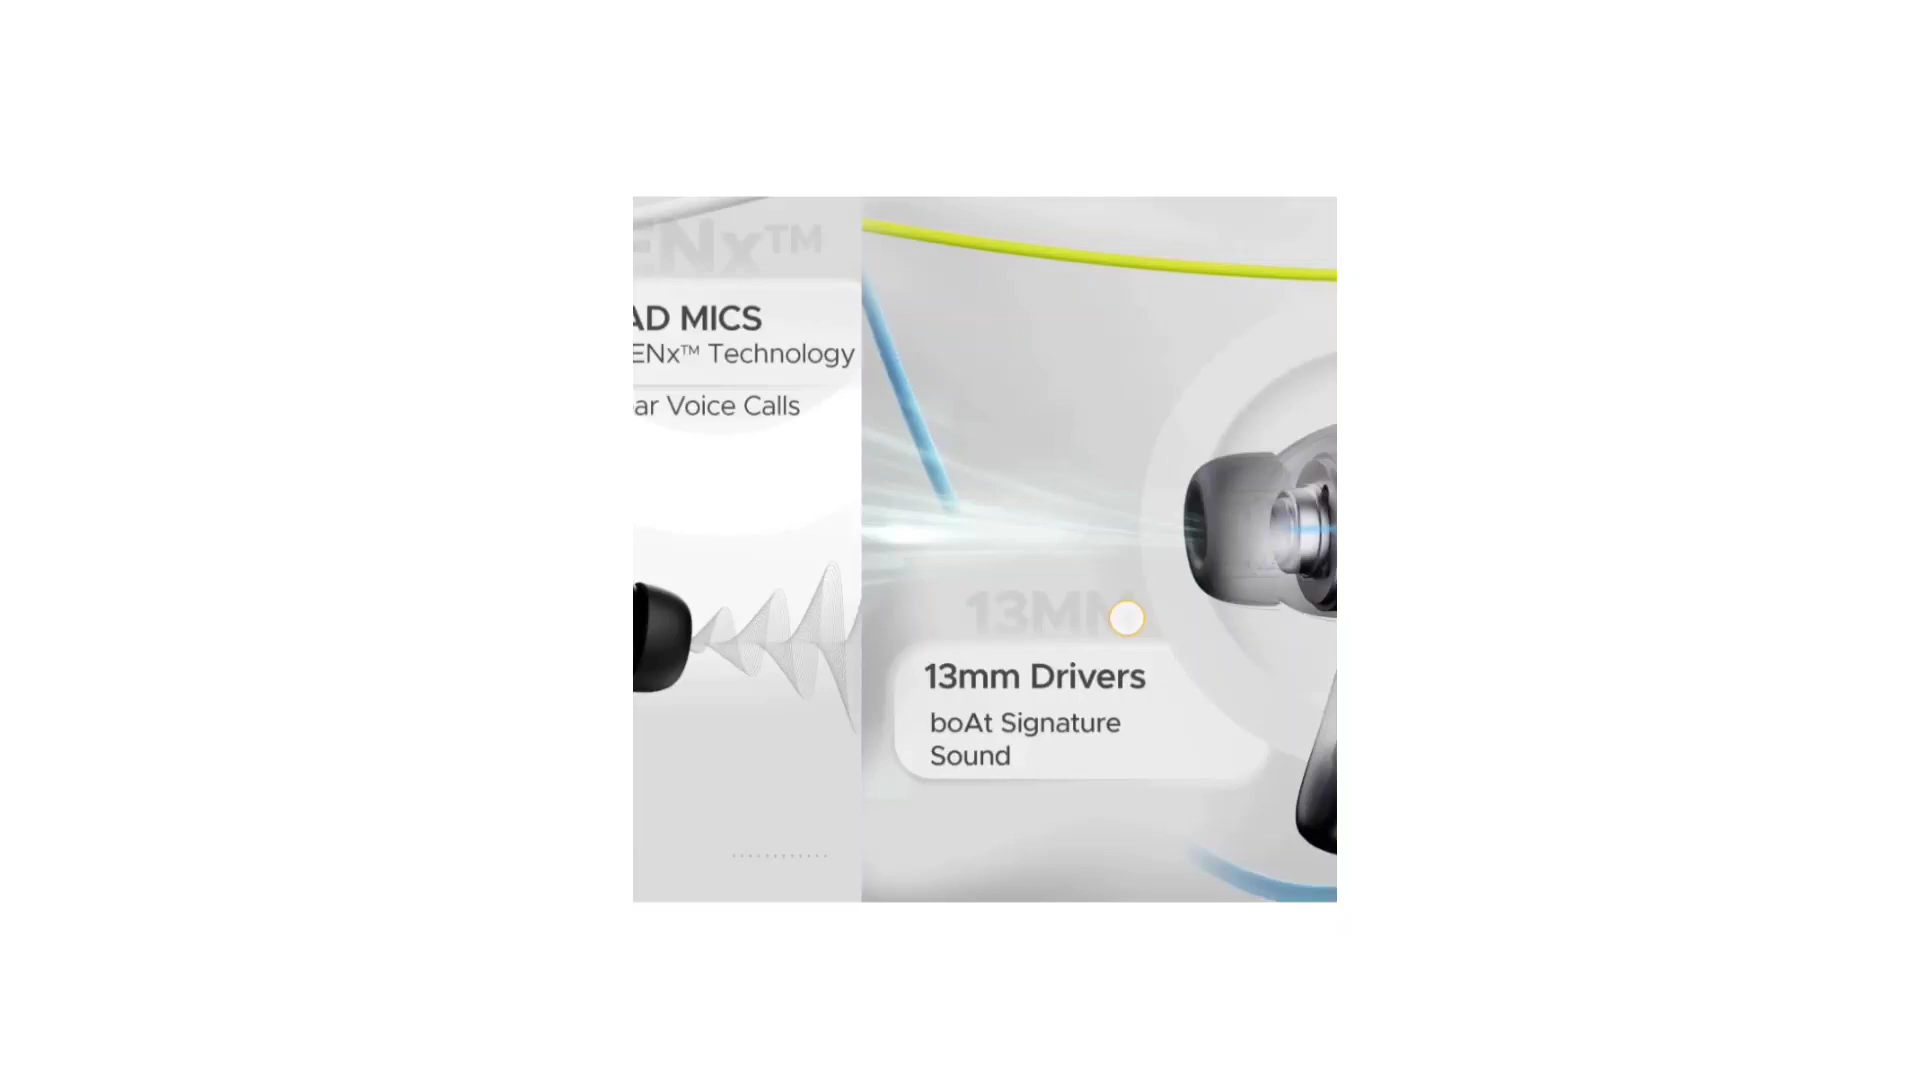 ENx™
AD MICS
ENx™ Technology
ar Voice Calls
13MM
13mm Drivers
boAt Signature
Sound